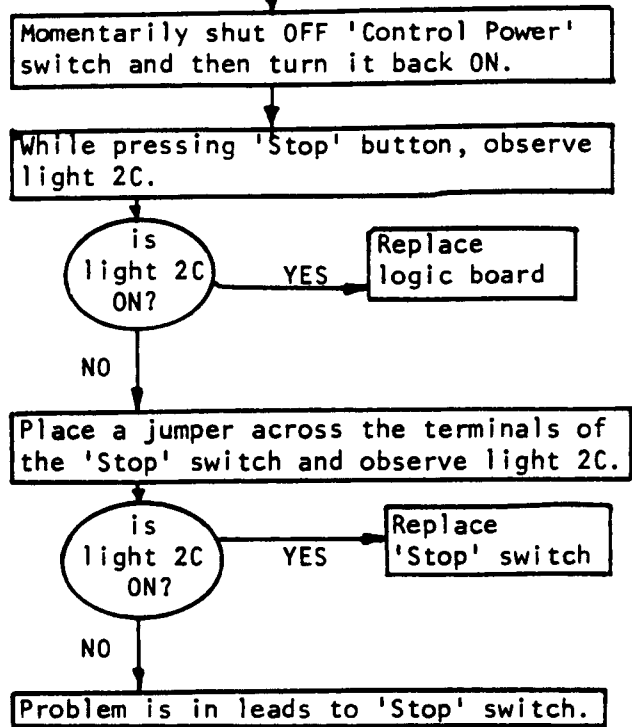 Momentarily shut OFF 'Control Power'
switch and then turn it back ON.
While pressing 'Stop' button, observe
light 2C.
is
light 2C
ON?
YES
Replace
logic board
NO
Place a jumper across the terminals of
the 'Stop' switch and observe light 2C.
is
light 2C
ON?
YES
Replace
'Stop' switch
NO
Problem is in leads to 'Stop' switch.